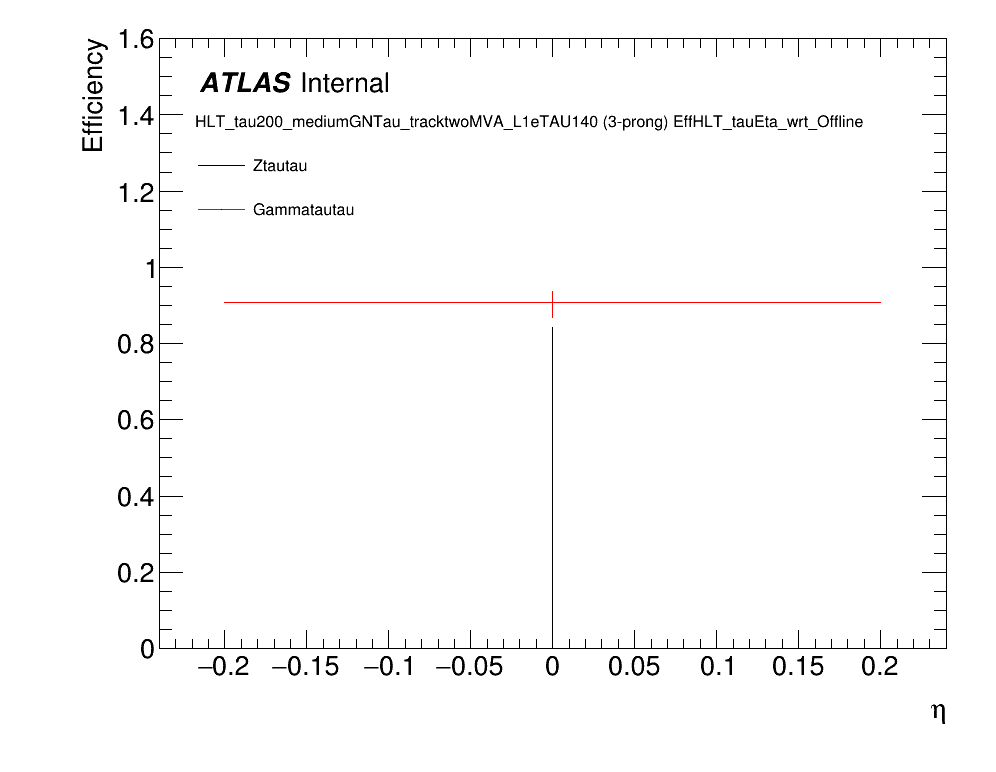 Efficiency
1.6
1.4
1.2
1
0.8
0.6
0.4
0.2
0
ATLAS Internal
HLT_tau200_mediumGNTau_tracktwoMVA_L1eTAU140 (3-prong) EffHLT_tauEta_wrt_Offline
Ztautau
Gammatautau
−0.2 −0.15 −0.1 −0.05 0 0.05 0.1 0.15 0.2
η